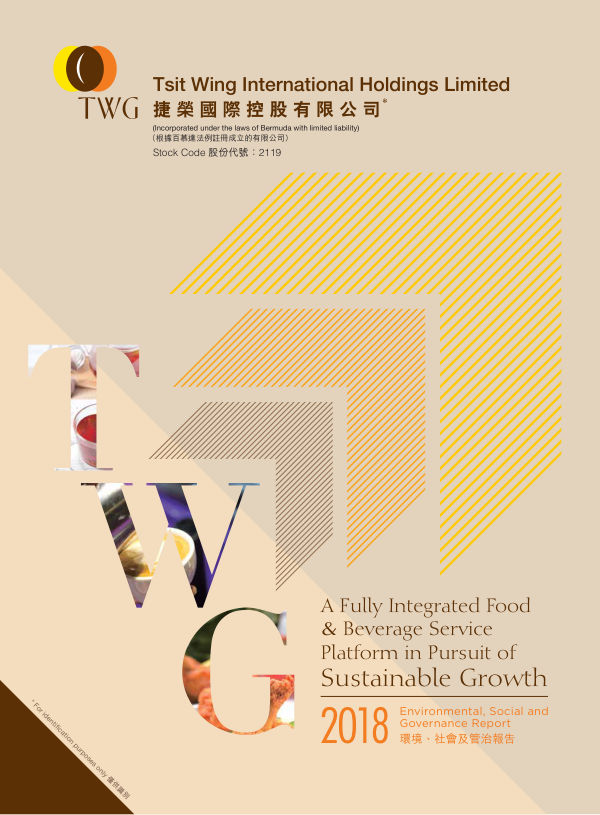 TWG
Tsit Wing International Holdings Limited
捷榮國際控股有限公司*
(Incorporated under the laws of Bermuda with limited liability)
(根據百慕達法例註冊成立的有限公司)
Stock Code 股份代號：2119
T
W
G
A Fully Integrated Food
& Beverage Service
Platform in Pursuit of
Sustainable Growth
2018
Environmental, Social and
Governance Report
環境、社會及管治報告
* For identification purposes only 僅供識別